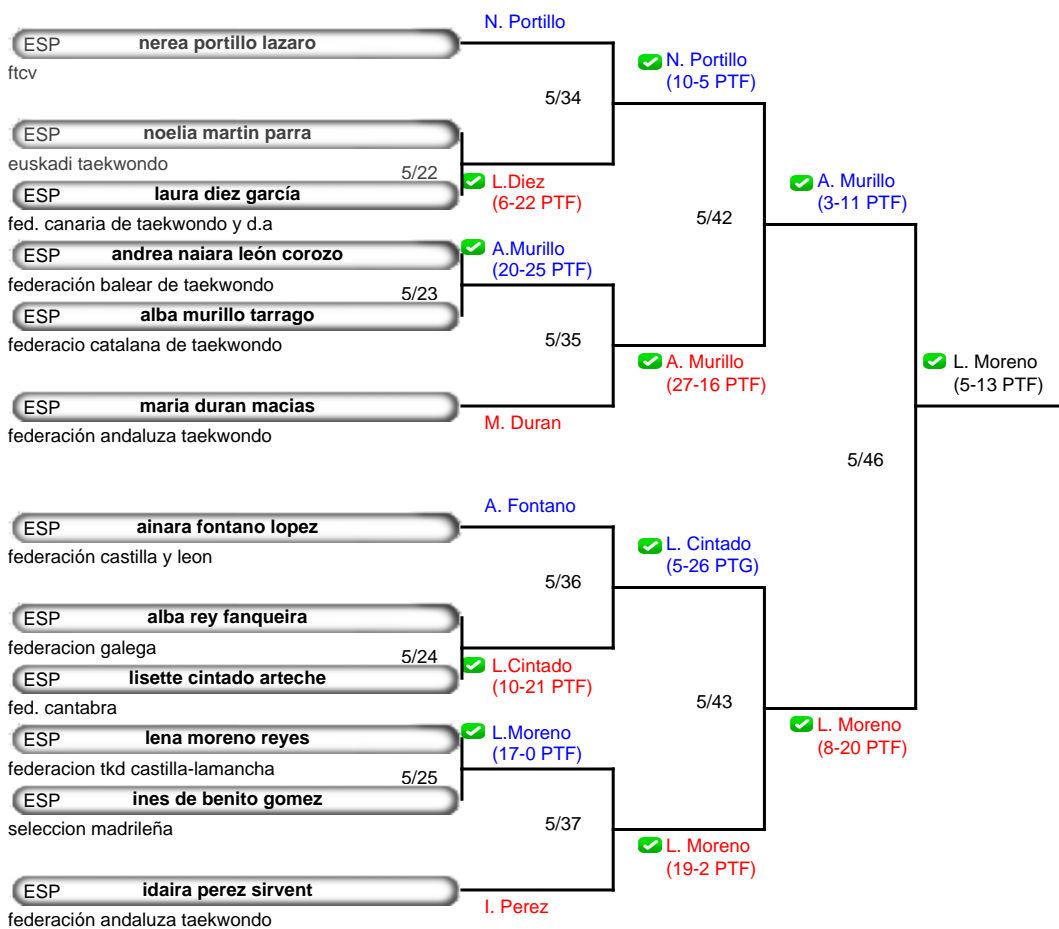 N. Portillo
ESP nerea portillo lazaro
ftcv
N. Portillo
(10-5 PTF)
5/34
ESP noelia martin parra
euskadi taekwondo
5/22
L.Diez
(6-22 PTF)
ESP laura diez garcía
fed. canaria de taekwondo y d.a
A. Murillo
(3-11 PTF)
5/42
ESP andrea naiara león corozo
federación balear de taekwondo
A.Murillo
(20-25 PTF)
5/23
ESP alba murillo tarrago
federacio catalana de taekwondo
5/35
A. Murillo
(27-16 PTF)
L. Moreno
(5-13 PTF)
ESP maria duran macias
federación andaluza taekwondo
M. Duran
5/46
A. Fontano
ESP ainara fontano lopez
federación castilla y leon
L. Cintado
(5-26 PTG)
5/36
ESP alba rey fanqueira
federacion galega
5/24
L.Cintado
(10-21 PTF)
ESP lisette cintado arteche
fed. cantabra
5/43
L. Moreno
(8-20 PTF)
ESP lena moreno reyes
federacion tkd castilla-lamancha
L.Moreno
(17-0 PTF)
5/25
ESP ines de benito gomez
seleccion madrileña
5/37
L. Moreno
(19-2 PTF)
ESP idaira perez sirvent
federación andaluza taekwondo
I. Perez